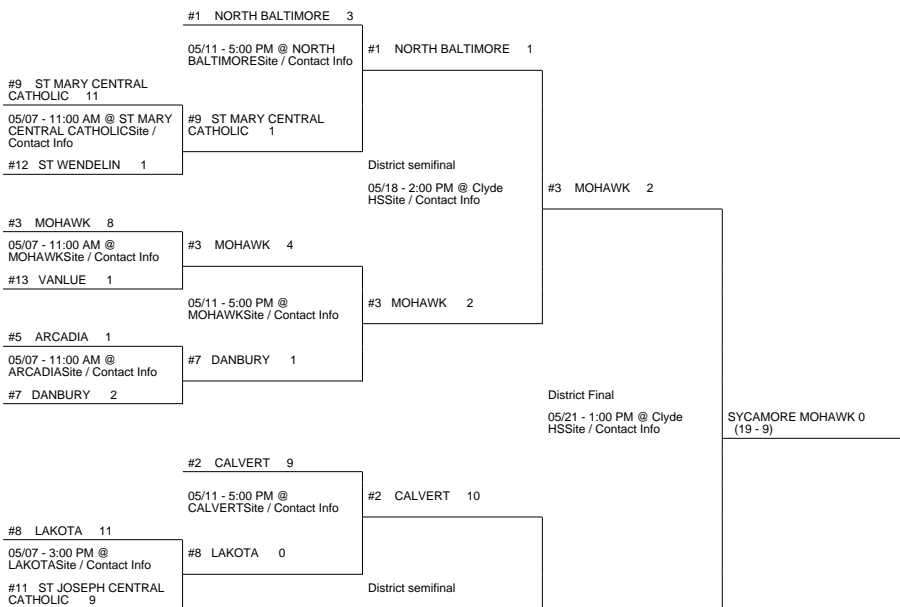 #1 NORTH BALTIMORE 3
05/11 - 5:00 PM @ NORTH
BALTIMORESite / Contact Info
#1 NORTH BALTIMORE 1
#9 ST MARY CENTRAL
CATHOLIC 11
05/07 - 11:00 AM @ ST MARY
CENTRAL CATHOLICSite /
Contact Info
#9 ST MARY CENTRAL
CATHOLIC 1
#12 ST WENDELIN 1
District semifinal
05/18 - 2:00 PM @ Clyde
HSSite / Contact Info
#3 MOHAWK 2
#3 MOHAWK 8
05/07 - 11:00 AM @
MOHAWKSite / Contact Info
#3 MOHAWK 4
#13 VANLUE 1
05/11 - 5:00 PM @
MOHAWKSite / Contact Info
#3 MOHAWK 2
#5 ARCADIA 1
05/07 - 11:00 AM @
ARCADIASite / Contact Info
#7 DANBURY 1
#7 DANBURY 2
District Final
05/21 - 1:00 PM @ Clyde
HSSite / Contact Info
SYCAMORE MOHAWK 0
(19 - 9)
#2 CALVERT 9
05/11 - 5:00 PM @
CALVERTSite / Contact Info
#2 CALVERT 10
#8 LAKOTA 11
05/07 - 3:00 PM @
LAKOTASite / Contact Info
#8 LAKOTA 0
#11 ST JOSEPH CENTRAL
CATHOLIC 9
District semifinal